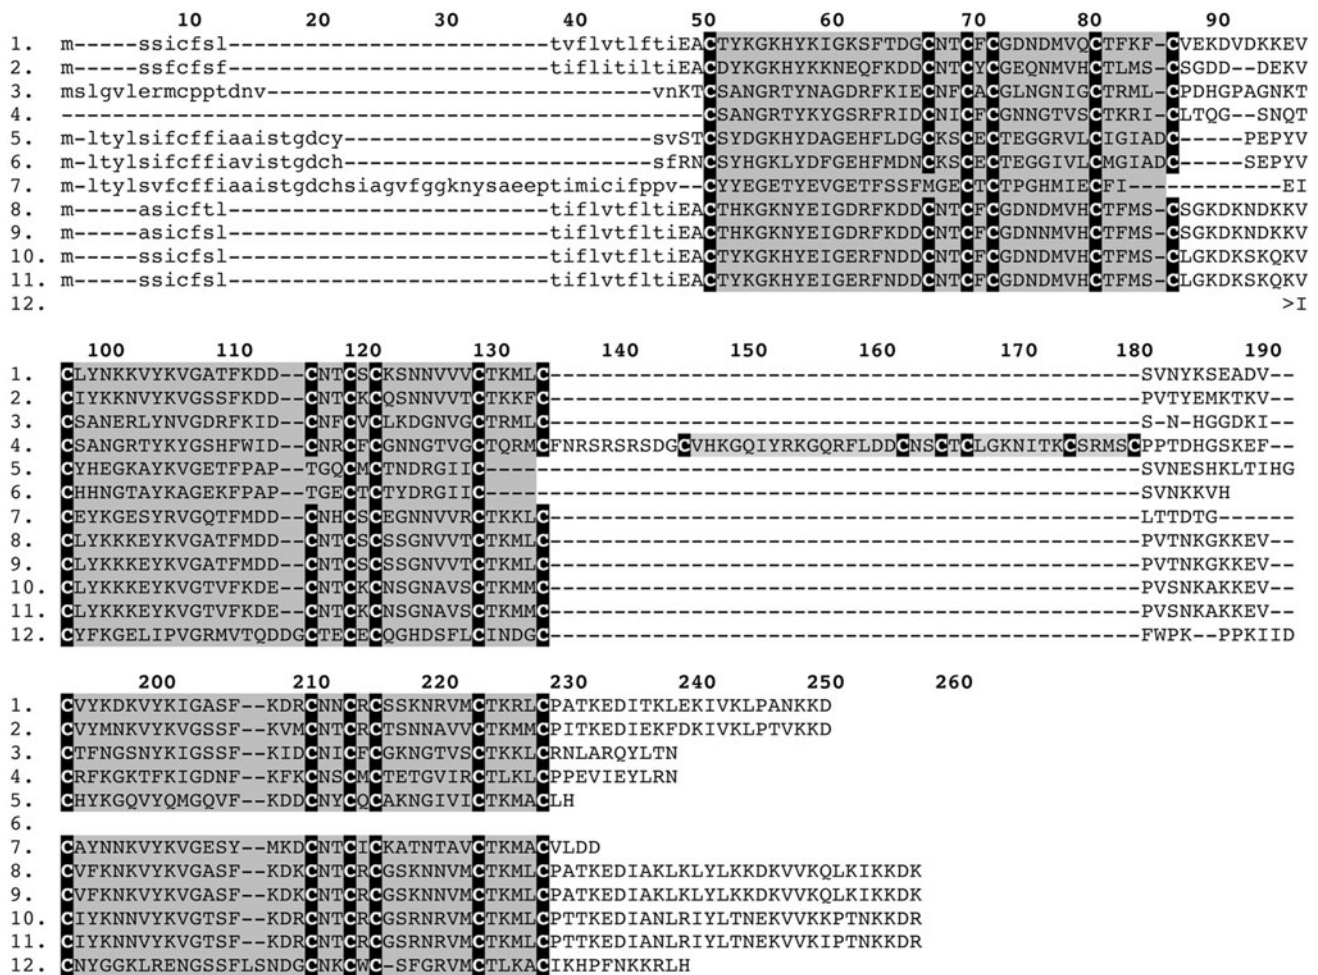 10 20 30 40 50 60 70 80 90
1. m-----ssicfsl-------------------------tvflvtlftiEACTYKGKHYKIGKSFTDGCNTCFCGDNDMVQCTFKF-CVEKDVDKKEV
2. m-----ssfcfsf-------------------------tiflitiltiEACDYKGKHYKKNEQFKDDCNTCYCGEQNMVHCTLMS-CSGDD--DEKV
3. mslgvlermcpptdnv------------------------------vnKTCSANGRTYNAGDRFKIECNFCACGLNGNIGCTRML-CPDHGPAGNKT
4. --------------------------------------------------CSANGRTYKYGSRFRIDCNICFCGNNGTVSCTKRI-CLTQG--SNQT
5. m-ltylsifcffiaaistgdcy------------------------svSTCSYDGKHYDAGEHFLDGCKSCECTEGGRVLCIGIADC-----PEPYV
6. m-ltylsifcffiavistgdch------------------------sfRNCSYHGKLYDFGEHFMDNCKSCECTEGGIVLCMGIADC-----SEPYV
7. m-ltylsvfcffiaaistgdchsiagvfggknysaeeptimicifppv--CYYEGETYEVGETFSSFMGECTCTPGHMIECFI------------EI
8. m-----asicftl-------------------------tiflvtfltiEACTHKGKNYEIGDRFKDDCNTCFCGDNDMVHCTFMS-CSGKDKNDKKV
9. m-----asicfsl-------------------------tiflvtfltiEACTHKGKNYEIGDRFKDDCNTCFCGDNNMVHCTFMS-CSGKDKNDKKV
10. m-----ssicfsl-------------------------tiflvtfltiEACTYKGKHYEIGERFNDDCNTCFCGDNDMVHCTFMS-CLGKDKSKQKV
11. m-----ssicfsl-------------------------tiflvtfltiEACTYKGKHYEIGERFNDDCNTCFCGDNDMVHCTFMS-CLGKDKSKQKV
12. >I
100 110 120 130 140 150 160 170 180 190
1. CLYNKKVYKVGATFKDD--CNTCSCKSNNVVVCTKMLC----------------------------------------------SVNYKSEADV--
2. CIYKKNVYKVGSSFKDD--CNTCKCQSNNVVTCTKKFC----------------------------------------------PVTYEMKTKV--
3. CSANERLYNVGDRFKID--CNFCVCLKDGNVGCTRMLC----------------------------------------------S-N-HGGDKI--
4. CSANGRTYKYGSHFWID--CNRCFCGNNGTVGCTQRMCFNRSRSRSDGCVHKGQIYRKGQRFLDDCNSCTCLGKNITKCSRMSCPPTDHGSKEF--
5. CYHEGKAYKVGETFPAP--TGQCMCTNDRGIIC-----------------------------------------------SVNESHKLTIHG
6. CHHNGTAYKAGEKFPAP--TGECTCTYDRGIIC---------------------------------------------------SVNKKVH
7. CEYKGESYRVGQTFMDD--CNHCSCEGNNVVRCTKKLC----------------------------------------------LTTDTG------
8. CLYKKKEYKVGATFMDD--CNTCSCSSGNVVTCTKMLC----------------------------------------------PVTNKGKKEV--
9. CLYKKKEYKVGATFMDD--CNTCSCSSGNVVTCTKMLC----------------------------------------------PVTNKGKKEV--
10. CLYKKKEYKVGTVFKDE--CNTCKCNSGNAVSCTKMMC----------------------------------------------PVSNKAKKEV--
11. CLYKKKEYKVGTVFKDE--CNTCKCNSGNAVSCTKMMC----------------------------------------------PVSNKAKKEV--
12. CYFKGELIPVGRMVTQDDGCTECECQGHDSFLCINDGC----------------------------------------------FWPK--PPKIID
200 210 220 230 240 250 260
1. CVYKDKVYKIGASF--KDRCNNCRCSSKNRVMCTKRLCPATKEDITKLEKIVKLPANKKD
2. CVYMNKVYKVGSSF--KVMCNTCRCTSNNAVVCTKMMCPITKEDIEKFDKIVKLPTVKKD
3. CTFNGSNYKIGSSF--KIDCNICFCGKNGTVSCTKKLCRNLARQYLTN
4. CRFKGKTFKIGDNF--KFKCNSCMCTETGVIRCTLKLCPPEVIEYLRN
5. CHYKGQVYQMGQVF--KDDCNYCQCAKNGIVICTKMACLH
6.
7. CAYNNKVYKVGESY--MKDCNTCICKATNTAVCTKMACVLDD
8. CVFKNKVYKVGASF--KDKCNTCRCGSKNNVMCTKMLCPATKEDIAKLKLYLKKDKVVKQLKIKKDK
9. CVFKNKVYKVGASF--KDKCNTCRCGSKNNVMCTKMLCPATKEDIAKLKLYLKKDKVVKQLKIKKDK
10. CIYKNNVYKVGTSF--KDRCNTCRCGSRNRVMCTKMLCPTTKEDIANLRIYLTNEKVVKKPTNKKDR
11. CIYKNNVYKVGTSF--KDRCNTCRCGSRNRVMCTKMLCPTTKEDIANLRIYLTNEKVVKIPTNKKDR
12. CNYGGKLRENGSSFLSNDGCNKCWC-SFGRVMCTLKACIKHPFNKKRLH